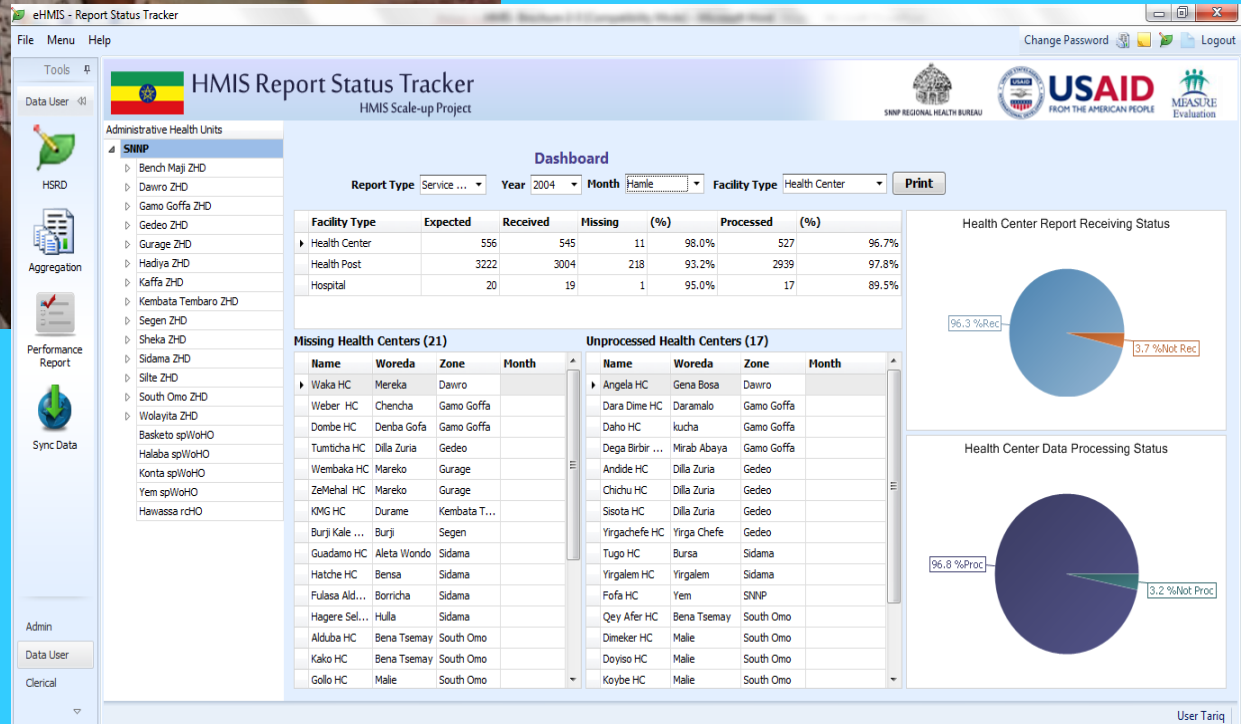 eHMIS - Report Status Tracker
File Menu Help
Change Password Logout
Tools
Data User
HSRD
Aggregation
Performance
Report
Sync Data
Admin
Data User
Clerical
HMIS Report Status Tracker
HMIS Scale-up Project
SNNP REGIONAL HEALTH BUREAU
USAID
USAID
FROM THE AMERICAN PEOPLE
MEASURE
Evaluation
Administrative Health Units
SNNP
Bench Maji ZHD
Dawro ZHD
Gamo Goffa ZHD
Gedeo ZHD
Gurage ZHD
Hadiya ZHD
Kaffa ZHD
Kembata Tembaro ZHD
Segen ZHD
Sheka ZHD
Sidama ZHD
Silte ZHD
South Omo ZHD
Wolayita ZHD
Basketo spWoHO
Halaba spWoHO
Konta spWoHO
Yem spWoHO
Hawassa rcHO
Dashboard
Report Type Service ... Year 2004 Month Hamle Facility Type Health Center Print
Facility Type Expected Received Missing (%) Processed (%)
Health Center 556 545 11 98.0% 527 96.7%
Health Post 3222 3004 218 93.2% 2939 97.8%
Hospital 20 19 1 95.0% 17 89.5%
Missing Health Centers (21)
Name Woreda Zone Month
Waka HC Mereka Dawro
Weber HC Chencha Gamo Goffa
Dombe HC Denba Gofa Gamo Goffa
Tumticha HC Dilla Zuria Gedeo
Wembaka HC Mareko Gurage
ZeMehal HC Mareko Gurage
KMG HC Durame Kembata T...
Burji Kale ... Burji Segen
Guadamo HC Aleta Wondo Sidama
Hatche HC Bensa Sidama
Fulasa Ald... Borricha Sidama
Hagere Sel... Hulla Sidama
Alduba HC Bena Tsemay South Omo
Kako HC Bena Tsemay South Omo
Gollo HC Malie South Omo
Unprocessed Health Centers (17)
Name Woreda Zone Month
Angela HC Gena Bosa Dawro
Dara Dime HC Daramalo Gamo Goffa
Daho HC kucha Gamo Goffa
Dega Birbir ... Mirab Abaya Gamo Goffa
Andide HC Dilla Zuria Gedeo
Chichu HC Dilla Zuria Gedeo
Sisota HC Dilla Zuria Gedeo
Yirgachefe HC Yirga Chefe Gedeo
Tugo HC Bursa Sidama
Yirgalem HC Yirgalem Sidama
Fofa HC Yem SNNP
Qey Afer HC Bena Tsemay South Omo
Dimeker HC Malie South Omo
Doyiso HC Malie South Omo
Koybe HC Malie South Omo
Health Center Report Receiving Status
96.3 %Rec
3.7 %Not Rec
Health Center Data Processing Status
96.8 %Proc
3.2 %Not Proc
User Tariq